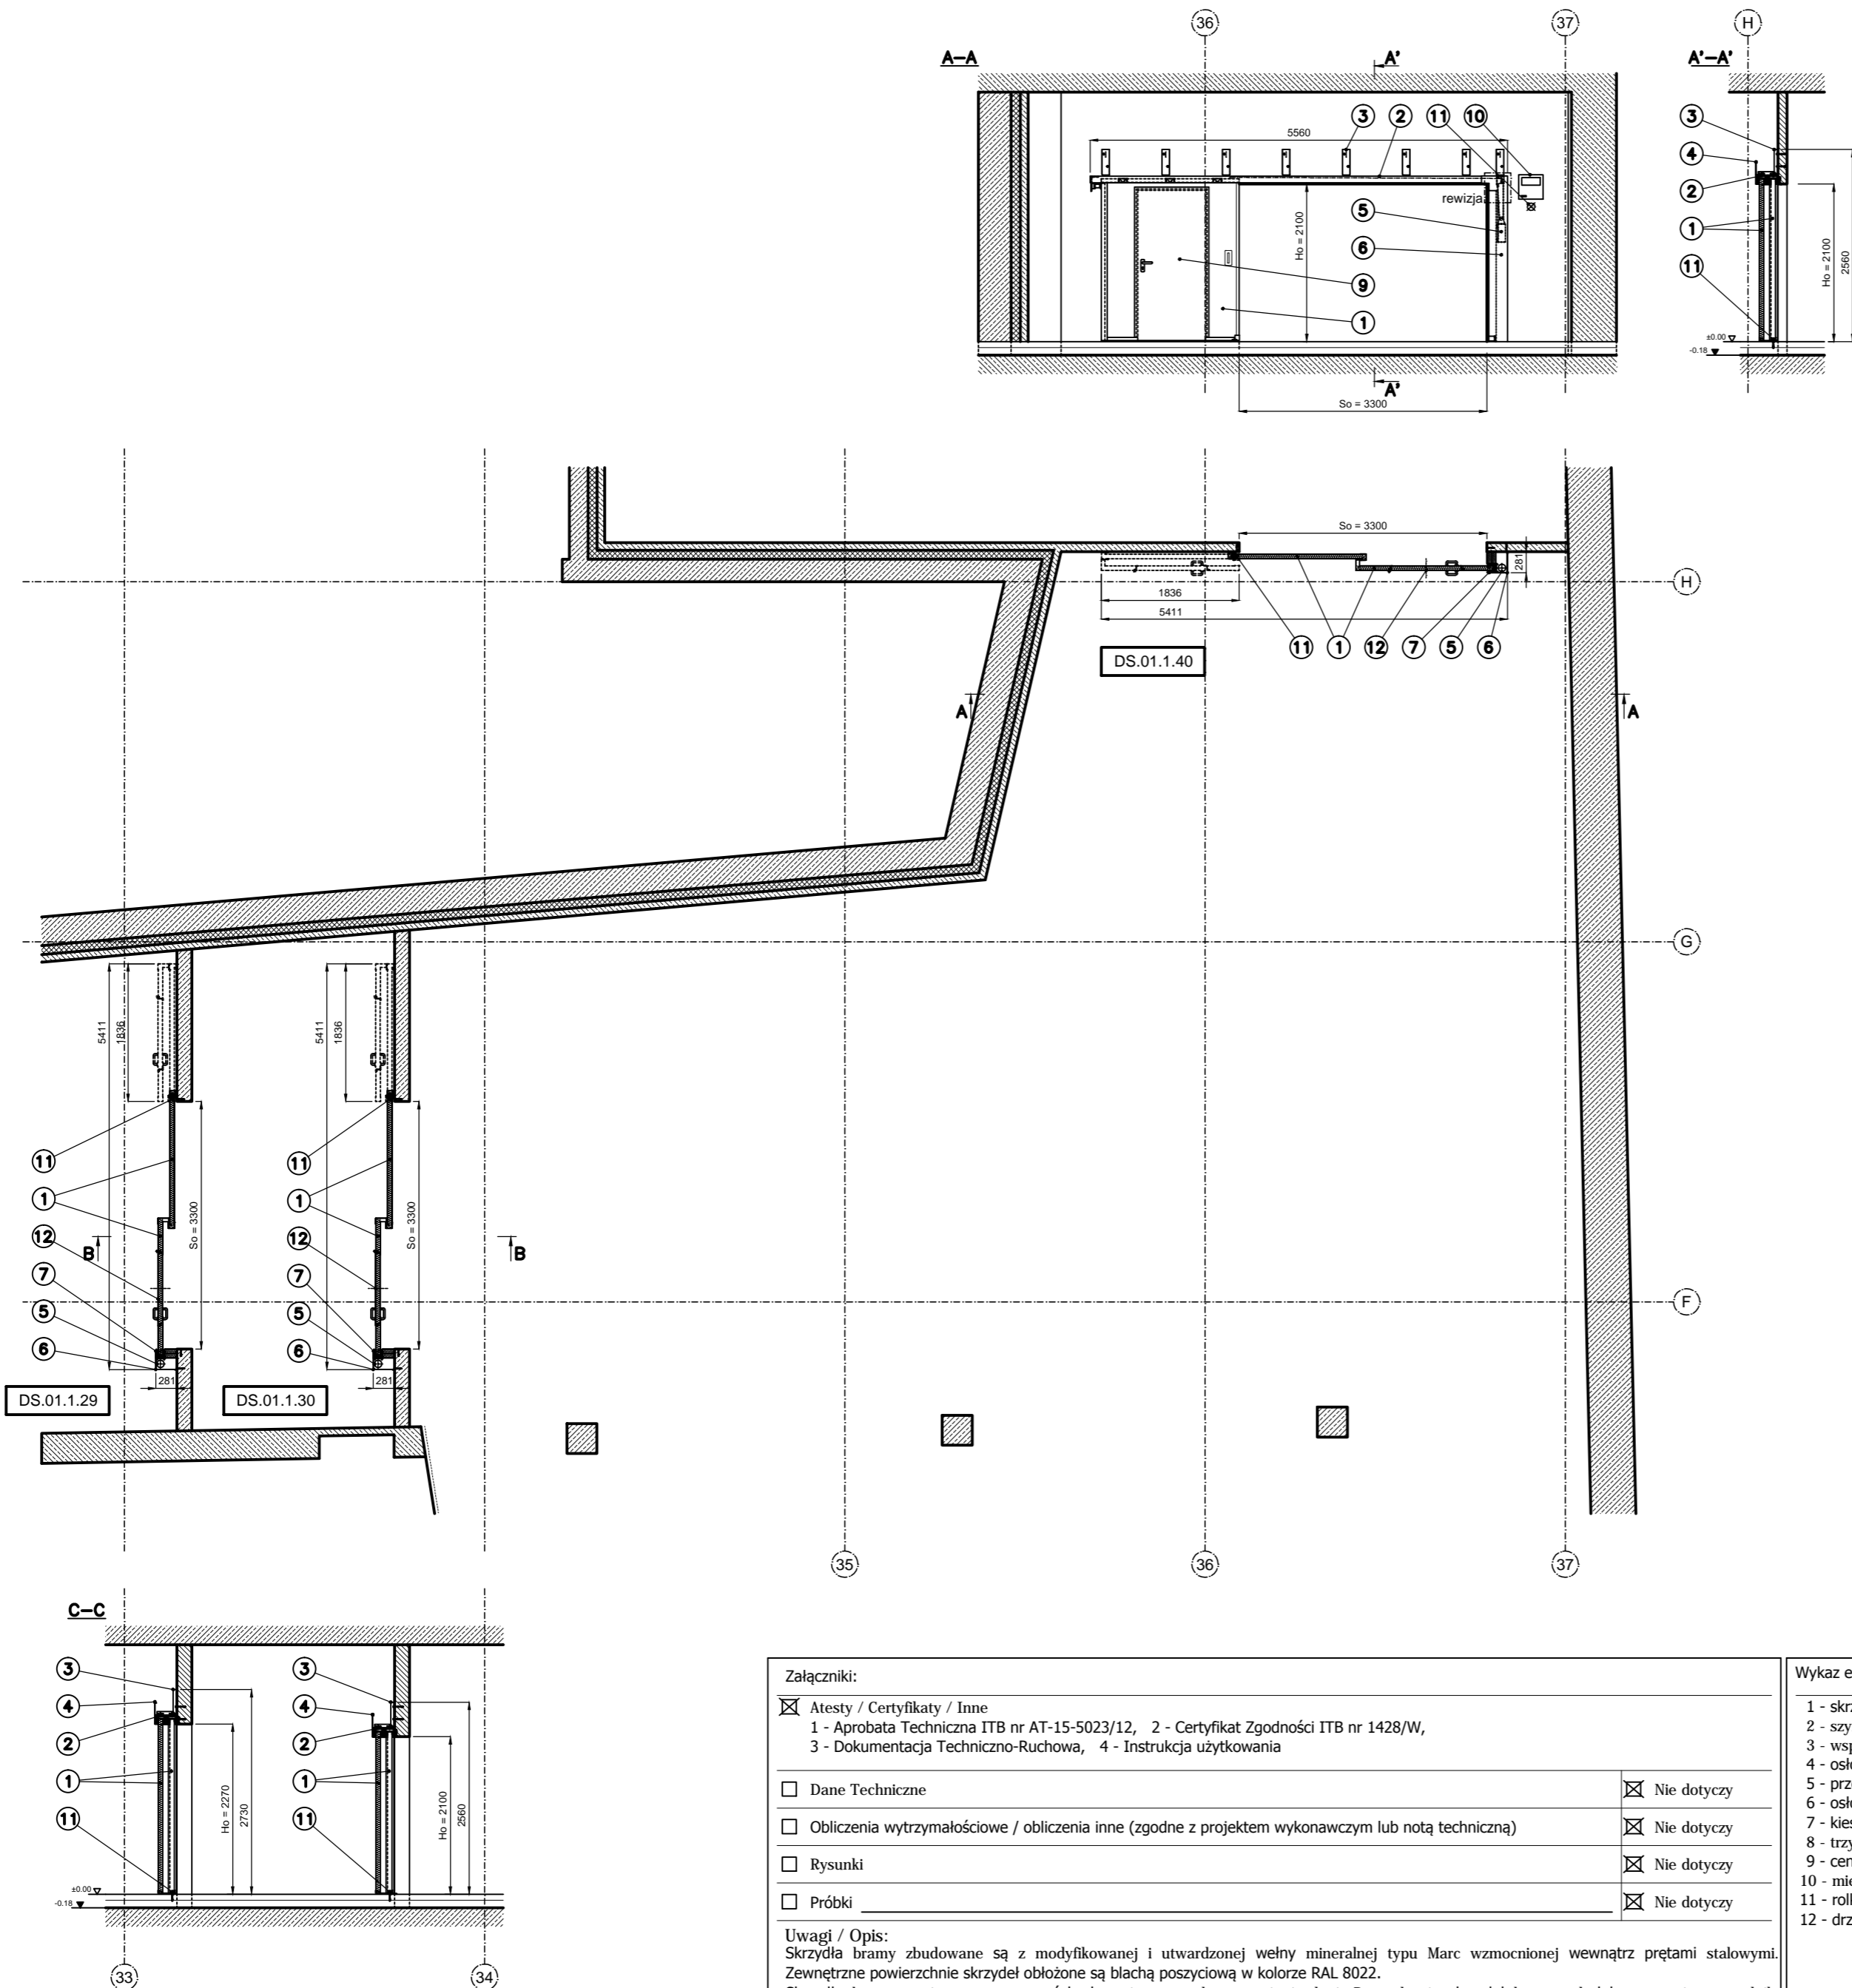 36
37
H
A-A
A'
A'-A'
3
2
11
10
5560
rewizja
5
6
9
1
Ho = 2100
So = 3300
A'
3
4
2
1
11
Ho = 2100
2560
±0.00
-0.18
So = 3300
281
H
1836
5411
11
1
12
7
5
6
DS.01.1.40
A
A
G
5411
1836
5411
1836
11
1
12
7
5
6
11
1
12
7
5
6
B
B
So = 3300
So = 3300
281
281
F
DS.01.1.29
DS.01.1.30
35
36
37
C-C
3
4
2
1
11
3
4
2
1
11
Ho = 2270
2730
Ho = 2100
2560
±0.00
-0.18
33
34
Załączniki:
Atesty / Certyfikaty / Inne
1 - Aprobata Techniczna ITB nr AT-15-5023/12, 2 - Certyfikat Zgodności ITB nr 1428/W,
3 - Dokumentacja Techniczno-Ruchowa, 4 - Instrukcja użytkowania
Dane Techniczne Nie dotyczy
Obliczenia wytrzymałościowe / obliczenia inne (zgodne z projektem wykonawczym lub notą techniczną) Nie dotyczy
Rysunki Nie dotyczy
Próbki Nie dotyczy
Uwagi / Opis:
Skrzydła bramy zbudowane są z modyfikowanej i utwardzonej wełny mineralnej typu Marc wzmocnionej wewnątrz prętami stalowymi.
Zewnętrzne powierzchnie skrzydeł obłożone są blachą poszyciową w kolorze RAL 8022.
Wykaz e
1 - skrz
2 - szy
3 - wsp
4 - osło
5 - prz
6 - osło
7 - kies
8 - trzy
9 - cen
10 - mie
11 - roll
12 - drz